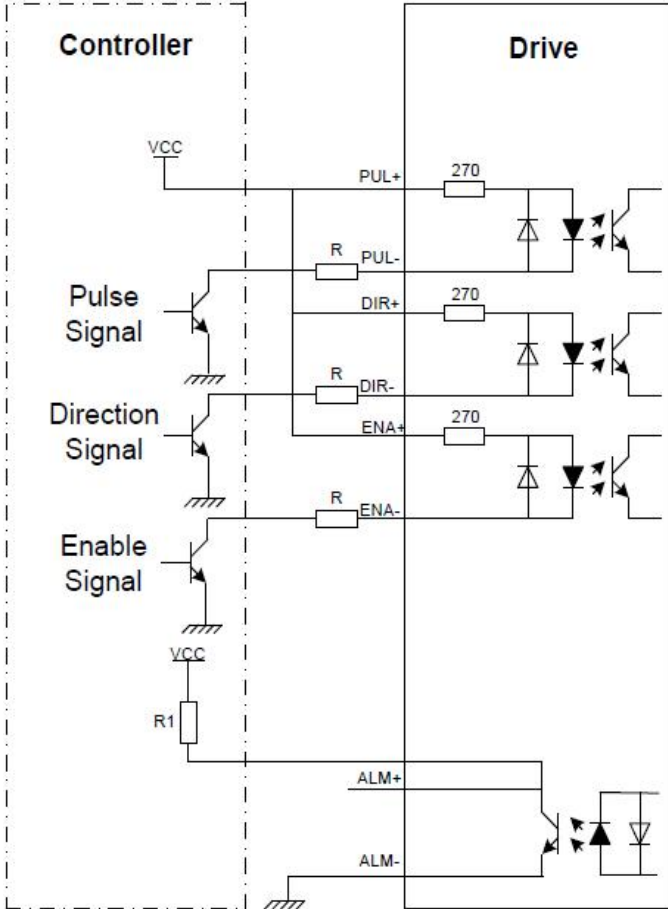 Controller
Drive
VCC
PUL+
270
R
PUL-
Pulse
Signal
DIR+
270
R
DIR-
Direction
Signal
ENA+
270
R
ENA-
Enable
Signal
VCC
R1
ALM+
ALM-